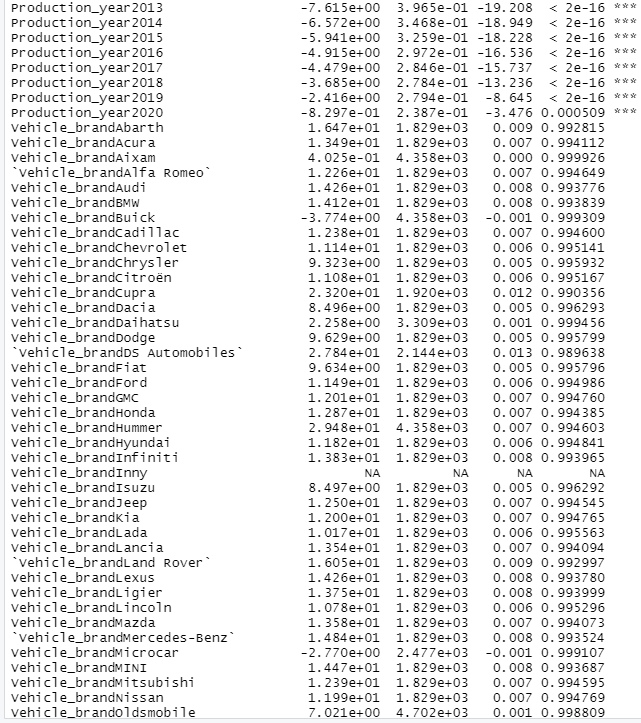 Production_year2013 -7.615e+00 3.965e-01 -19.208 < 2e-16 ***
Production_year2014 -6.572e+00 3.468e-01 -18.949 < 2e-16 ***
Production_year2015 -5.941e+00 3.259e-01 -18.228 < 2e-16 ***
Production_year2016 -4.915e+00 2.972e-01 -16.536 < 2e-16 ***
Production_year2017 -4.479e+00 2.846e-01 -15.737 < 2e-16 ***
Production_year2018 -3.685e+00 2.784e-01 -13.236 < 2e-16 ***
Production_year2019 -2.416e+00 2.794e-01 -8.645 < 2e-16 ***
Production_year2020 -8.297e-01 2.387e-01 -3.476 0.000509 ***
Vehicle_brandAbarth 1.647e+01 1.829e+03 0.009 0.992815
Vehicle_brandAcura 1.349e+01 1.829e+03 0.007 0.994112
Vehicle_brandAixam 4.025e-01 4.358e+03 0.000 0.999926
`Vehicle_brandAlfa Romeo` 1.226e+01 1.829e+03 0.007 0.994649
Vehicle_brandAudi 1.426e+01 1.829e+03 0.008 0.993776
Vehicle_brandBMW 1.412e+01 1.829e+03 0.008 0.993839
Vehicle_brandBuick -3.774e+00 4.358e+03 -0.001 0.999309
Vehicle_brandCadillac 1.238e+01 1.829e+03 0.007 0.994600
Vehicle_brandChevrolet 1.114e+01 1.829e+03 0.006 0.995141
Vehicle_brandChrysler 9.323e+00 1.829e+03 0.005 0.995932
Vehicle_brandCitroën 1.108e+01 1.829e+03 0.006 0.995167
Vehicle_brandCupra 2.320e+01 1.920e+03 0.012 0.990356
Vehicle_brandDacia 8.496e+00 1.829e+03 0.005 0.996293
Vehicle_brandDaihatsu 2.258e+00 3.309e+03 0.001 0.999456
Vehicle_brandDodge 9.629e+00 1.829e+03 0.005 0.995799
`Vehicle_brandDS Automobiles` 2.784e+01 2.144e+03 0.013 0.989638
Vehicle_brandFiat 9.634e+00 1.829e+03 0.005 0.995796
Vehicle_brandFord 1.149e+01 1.829e+03 0.006 0.994986
Vehicle_brandGMC 1.201e+01 1.829e+03 0.007 0.994760
Vehicle_brandHonda 1.287e+01 1.829e+03 0.007 0.994385
Vehicle_brandHummer 2.948e+01 4.358e+03 0.007 0.994603
Vehicle_brandHyundai 1.182e+01 1.829e+03 0.006 0.994841
Vehicle_brandInfiniti 1.383e+01 1.829e+03 0.008 0.993965
Vehicle_brandInny NA NA NA NA
Vehicle_brandIsuzu 8.497e+00 1.829e+03 0.005 0.996292
Vehicle_brandJeep 1.250e+01 1.829e+03 0.007 0.994545
Vehicle_brandKia 1.200e+01 1.829e+03 0.007 0.994765
Vehicle_brandLada 1.017e+01 1.829e+03 0.006 0.995563
Vehicle_brandLancia 1.354e+01 1.829e+03 0.007 0.994094
`Vehicle_brandLand Rover` 1.605e+01 1.829e+03 0.009 0.992997
Vehicle_brandLexus 1.426e+01 1.829e+03 0.008 0.993780
Vehicle_brandLigier 1.375e+01 1.829e+03 0.008 0.993999
Vehicle_brandLincoln 1.078e+01 1.829e+03 0.006 0.995296
Vehicle_brandMazda 1.358e+01 1.829e+03 0.007 0.994073
`Vehicle_brandMercedes-Benz` 1.484e+01 1.829e+03 0.008 0.993524
Vehicle_brandMicrocar -2.770e+00 2.477e+03 -0.001 0.999107
Vehicle_brandMINI 1.447e+01 1.829e+03 0.008 0.993687
Vehicle_brandMitsubishi 1.239e+01 1.829e+03 0.007 0.994595
Vehicle_brandNissan 1.199e+01 1.829e+03 0.007 0.994769
Vehicle_brandOldsmobile 7.021e+00 4.702e+03 0.001 0.998809